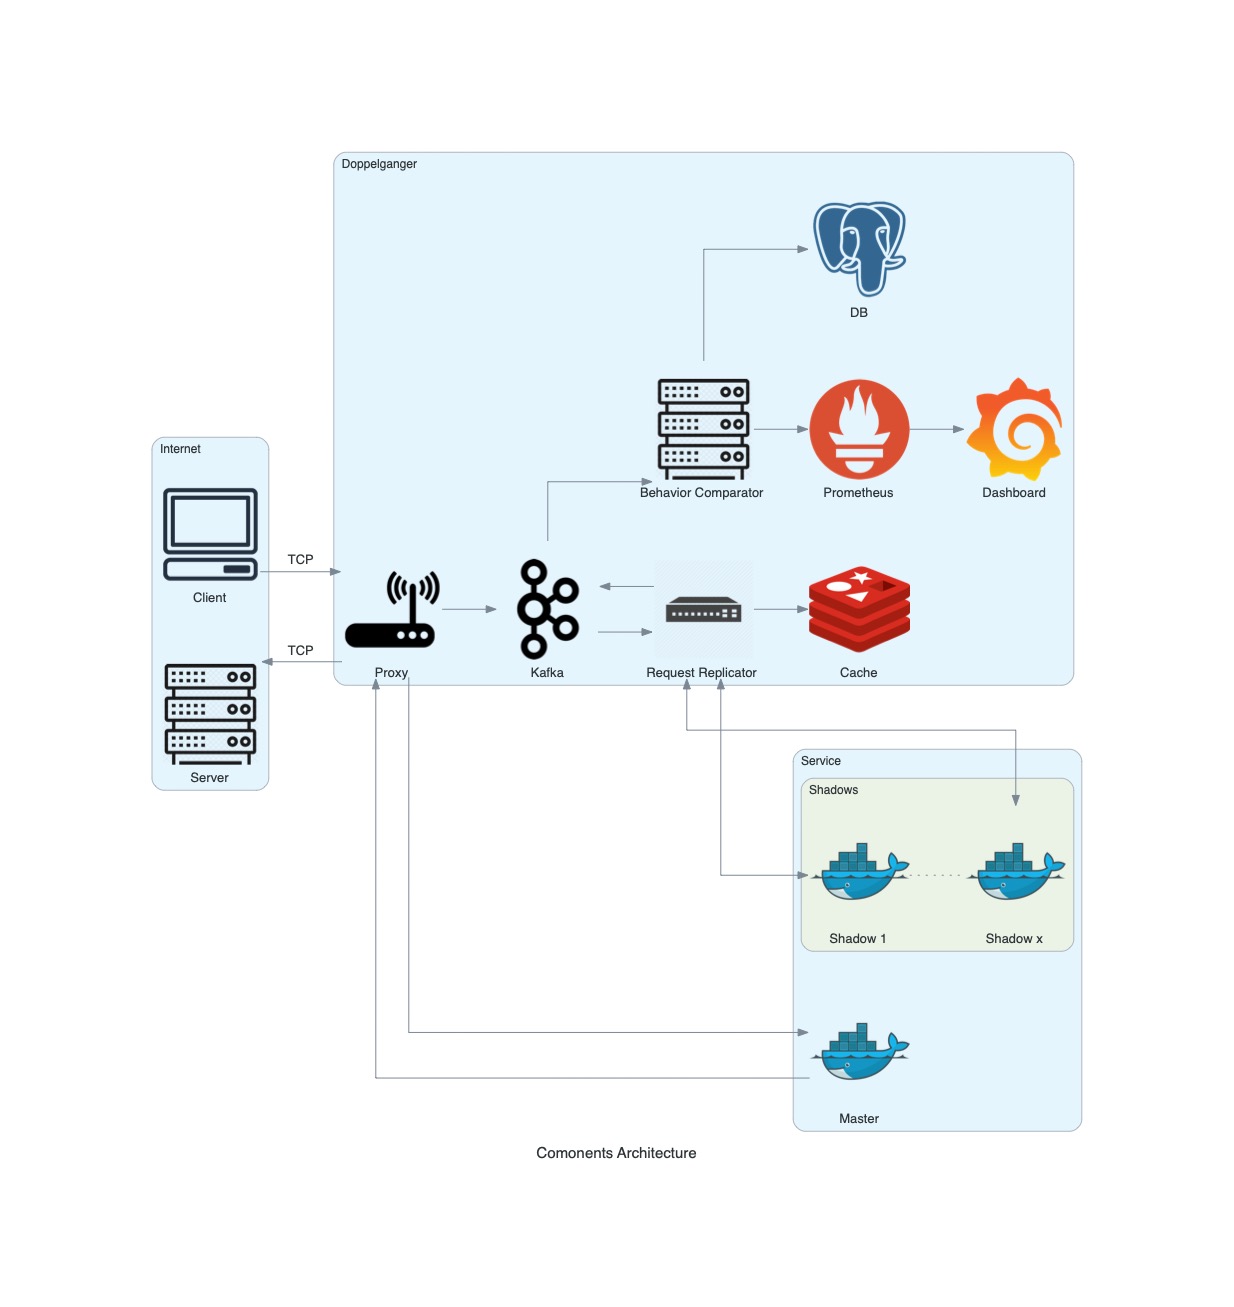 Doppelganger
DB
Behavior Comparator
Prometheus
Dashboard
Internet
Client
TCP
TCP
Server
Proxy
Kafka
Request Replicator
Cache
Service
Shadows
Shadow 1
Shadow x
Master
Comonents Architecture